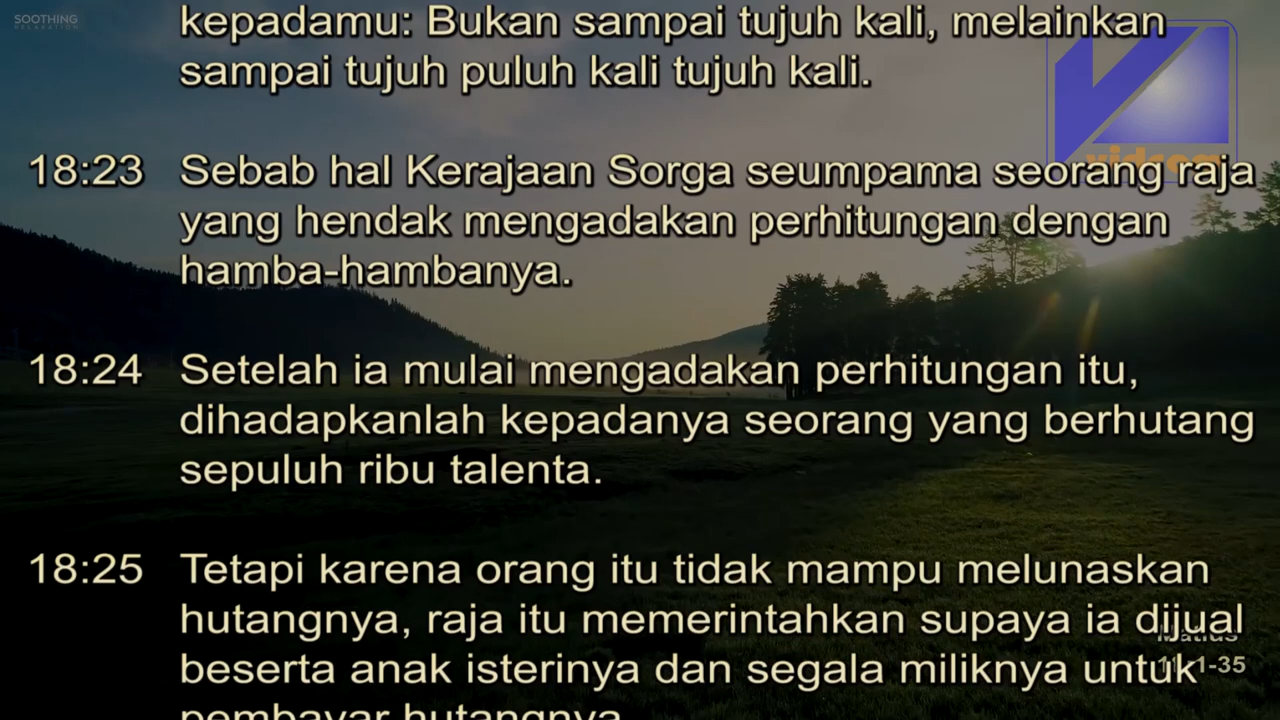 SOOTHING
RELAXATION
kepadamu: Bukan sampai tujuh kali, melainkan
sampai tujuh puluh kali tujuh kali.
18:23 Sebab hal Kerajaan Sorga seumpama seorang raja
yang hendak mengadakan perhitungan dengan
hamba-hambanya.
18:24 Setelah ia mulai mengadakan perhitungan itu,
dihadapkanlah kepadanya seorang yang berhutang
sepuluh ribu talenta.
18:25 Tetapi karena orang itu tidak mampu melunaskan
hutangnya, raja itu memerintahkan supaya ia dijual
Matius
beserta anak isterinya dan segala miliknya untuk
pembayar hutangnya.